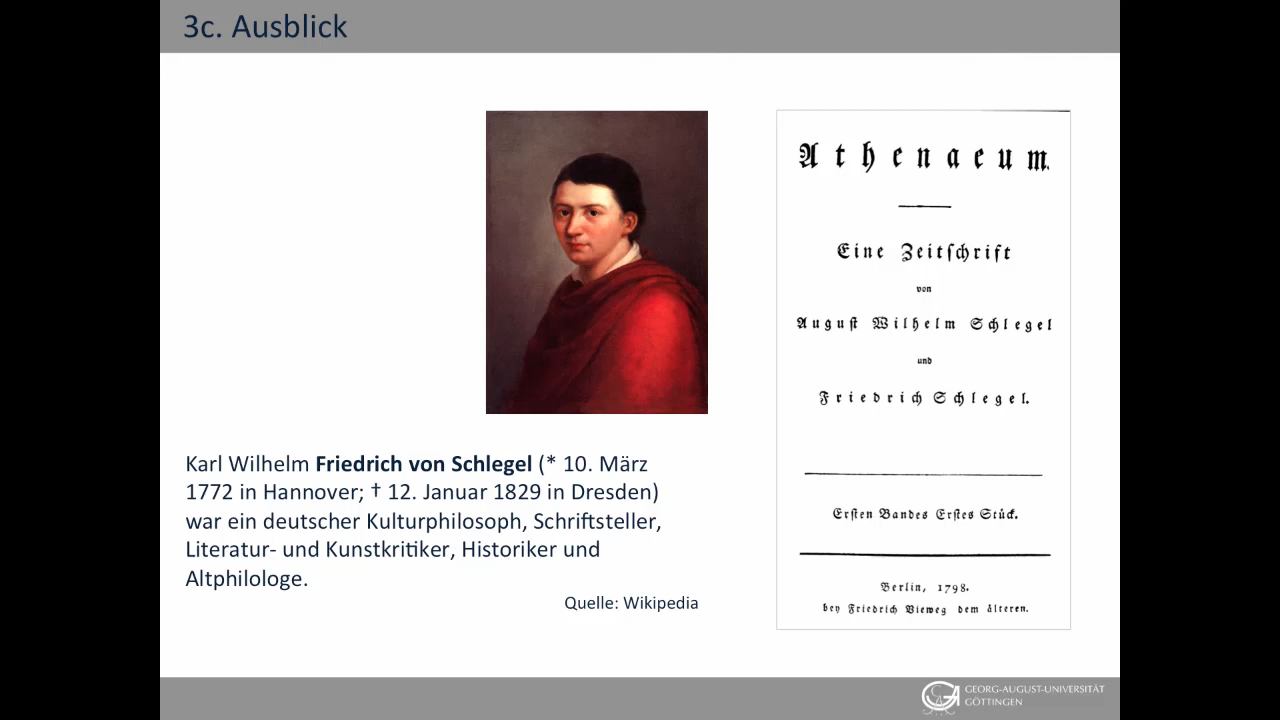 3c. Ausblick
Karl Wilhelm Friedrich von Schlegel (* 10. März
1772 in Hannover; † 12. Januar 1829 in Dresden)
war ein deutscher Kulturphilosoph, Schriftsteller,
Literatur- und Kunstkritiker, Historiker und
Altphilologe.
Quelle: Wikipedia
Athenaeum.
Eine Zeitſchrift
von
Auguſt Wilhelm Schlegel
und
Friedrich Schlegel.
Erſten Bandes Erſtes Stück.
Berlin, 1798.
bey Friedrich Vieweg dem älteren.
GEORG-AUGUST-UNIVERSITÄT
GÖTTINGEN